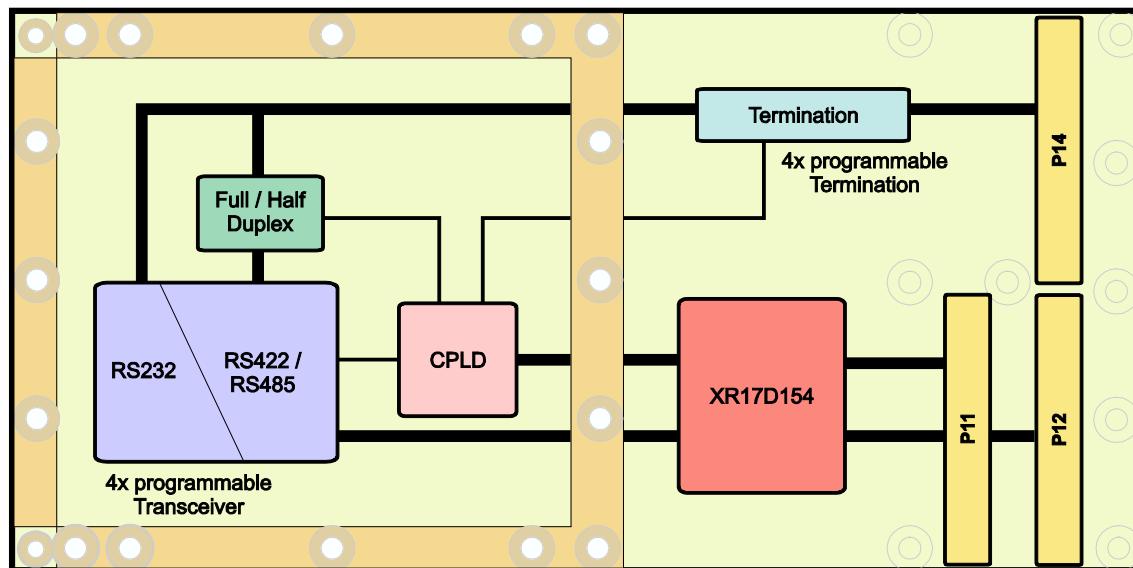 Termination
P14
4x programmable
Termination
Full / Half
Duplex
RS232
RS422 /
RS485
CPLD
XR17D154
P11
P12
4x programmable
Transceiver